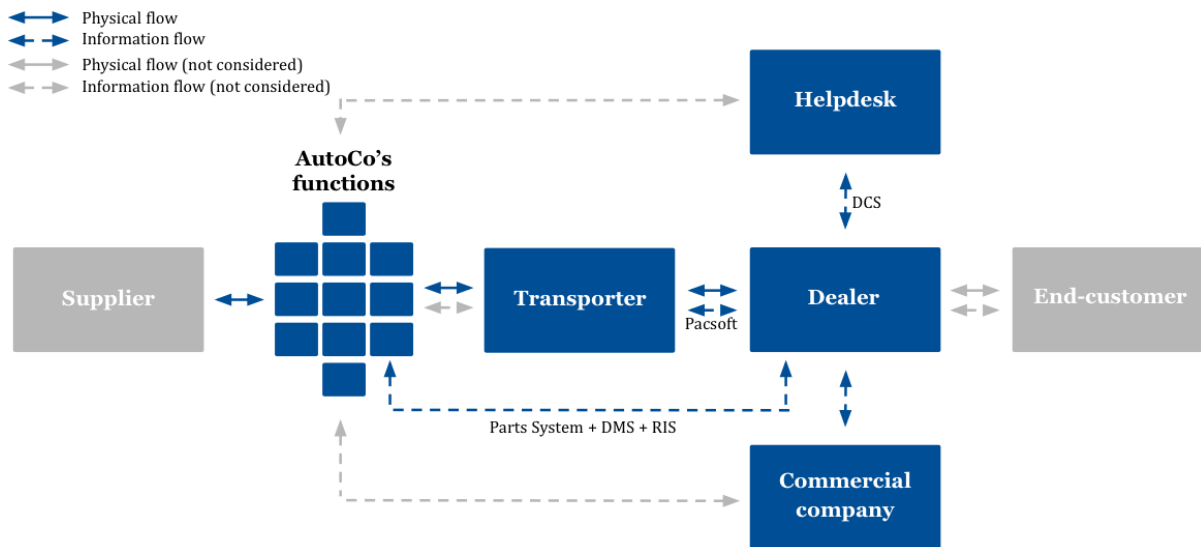 Physical flow
Information flow
Physical flow (not considered)
Information flow (not considered)
Helpdesk
AutoCo's
functions
DCS
Supplier
Transporter
Dealer
End-customer
Pacsoft
Parts System + DMS + RIS
Commercial
company